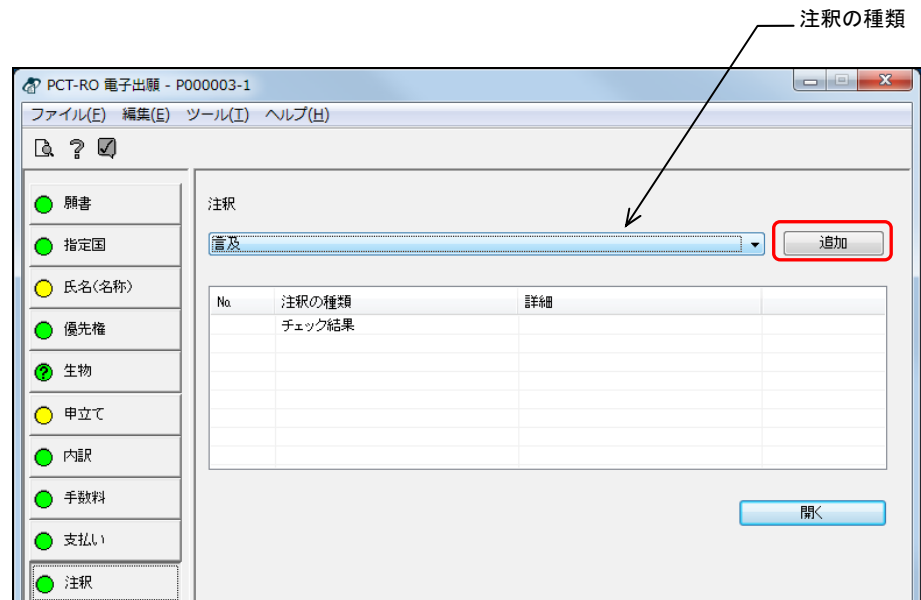 注釈の種類
PCT-RO 電子出願 - P000003-1
ファイル(F) 編集(E) ツール(T) ヘルプ(H)
願書
注釈
指定国
言及
追加
氏名(名称)
No. 注釈の種類 詳細
チェック結果
優先権
生物
申立て
内訳
手数料
開く
支払い
注釈